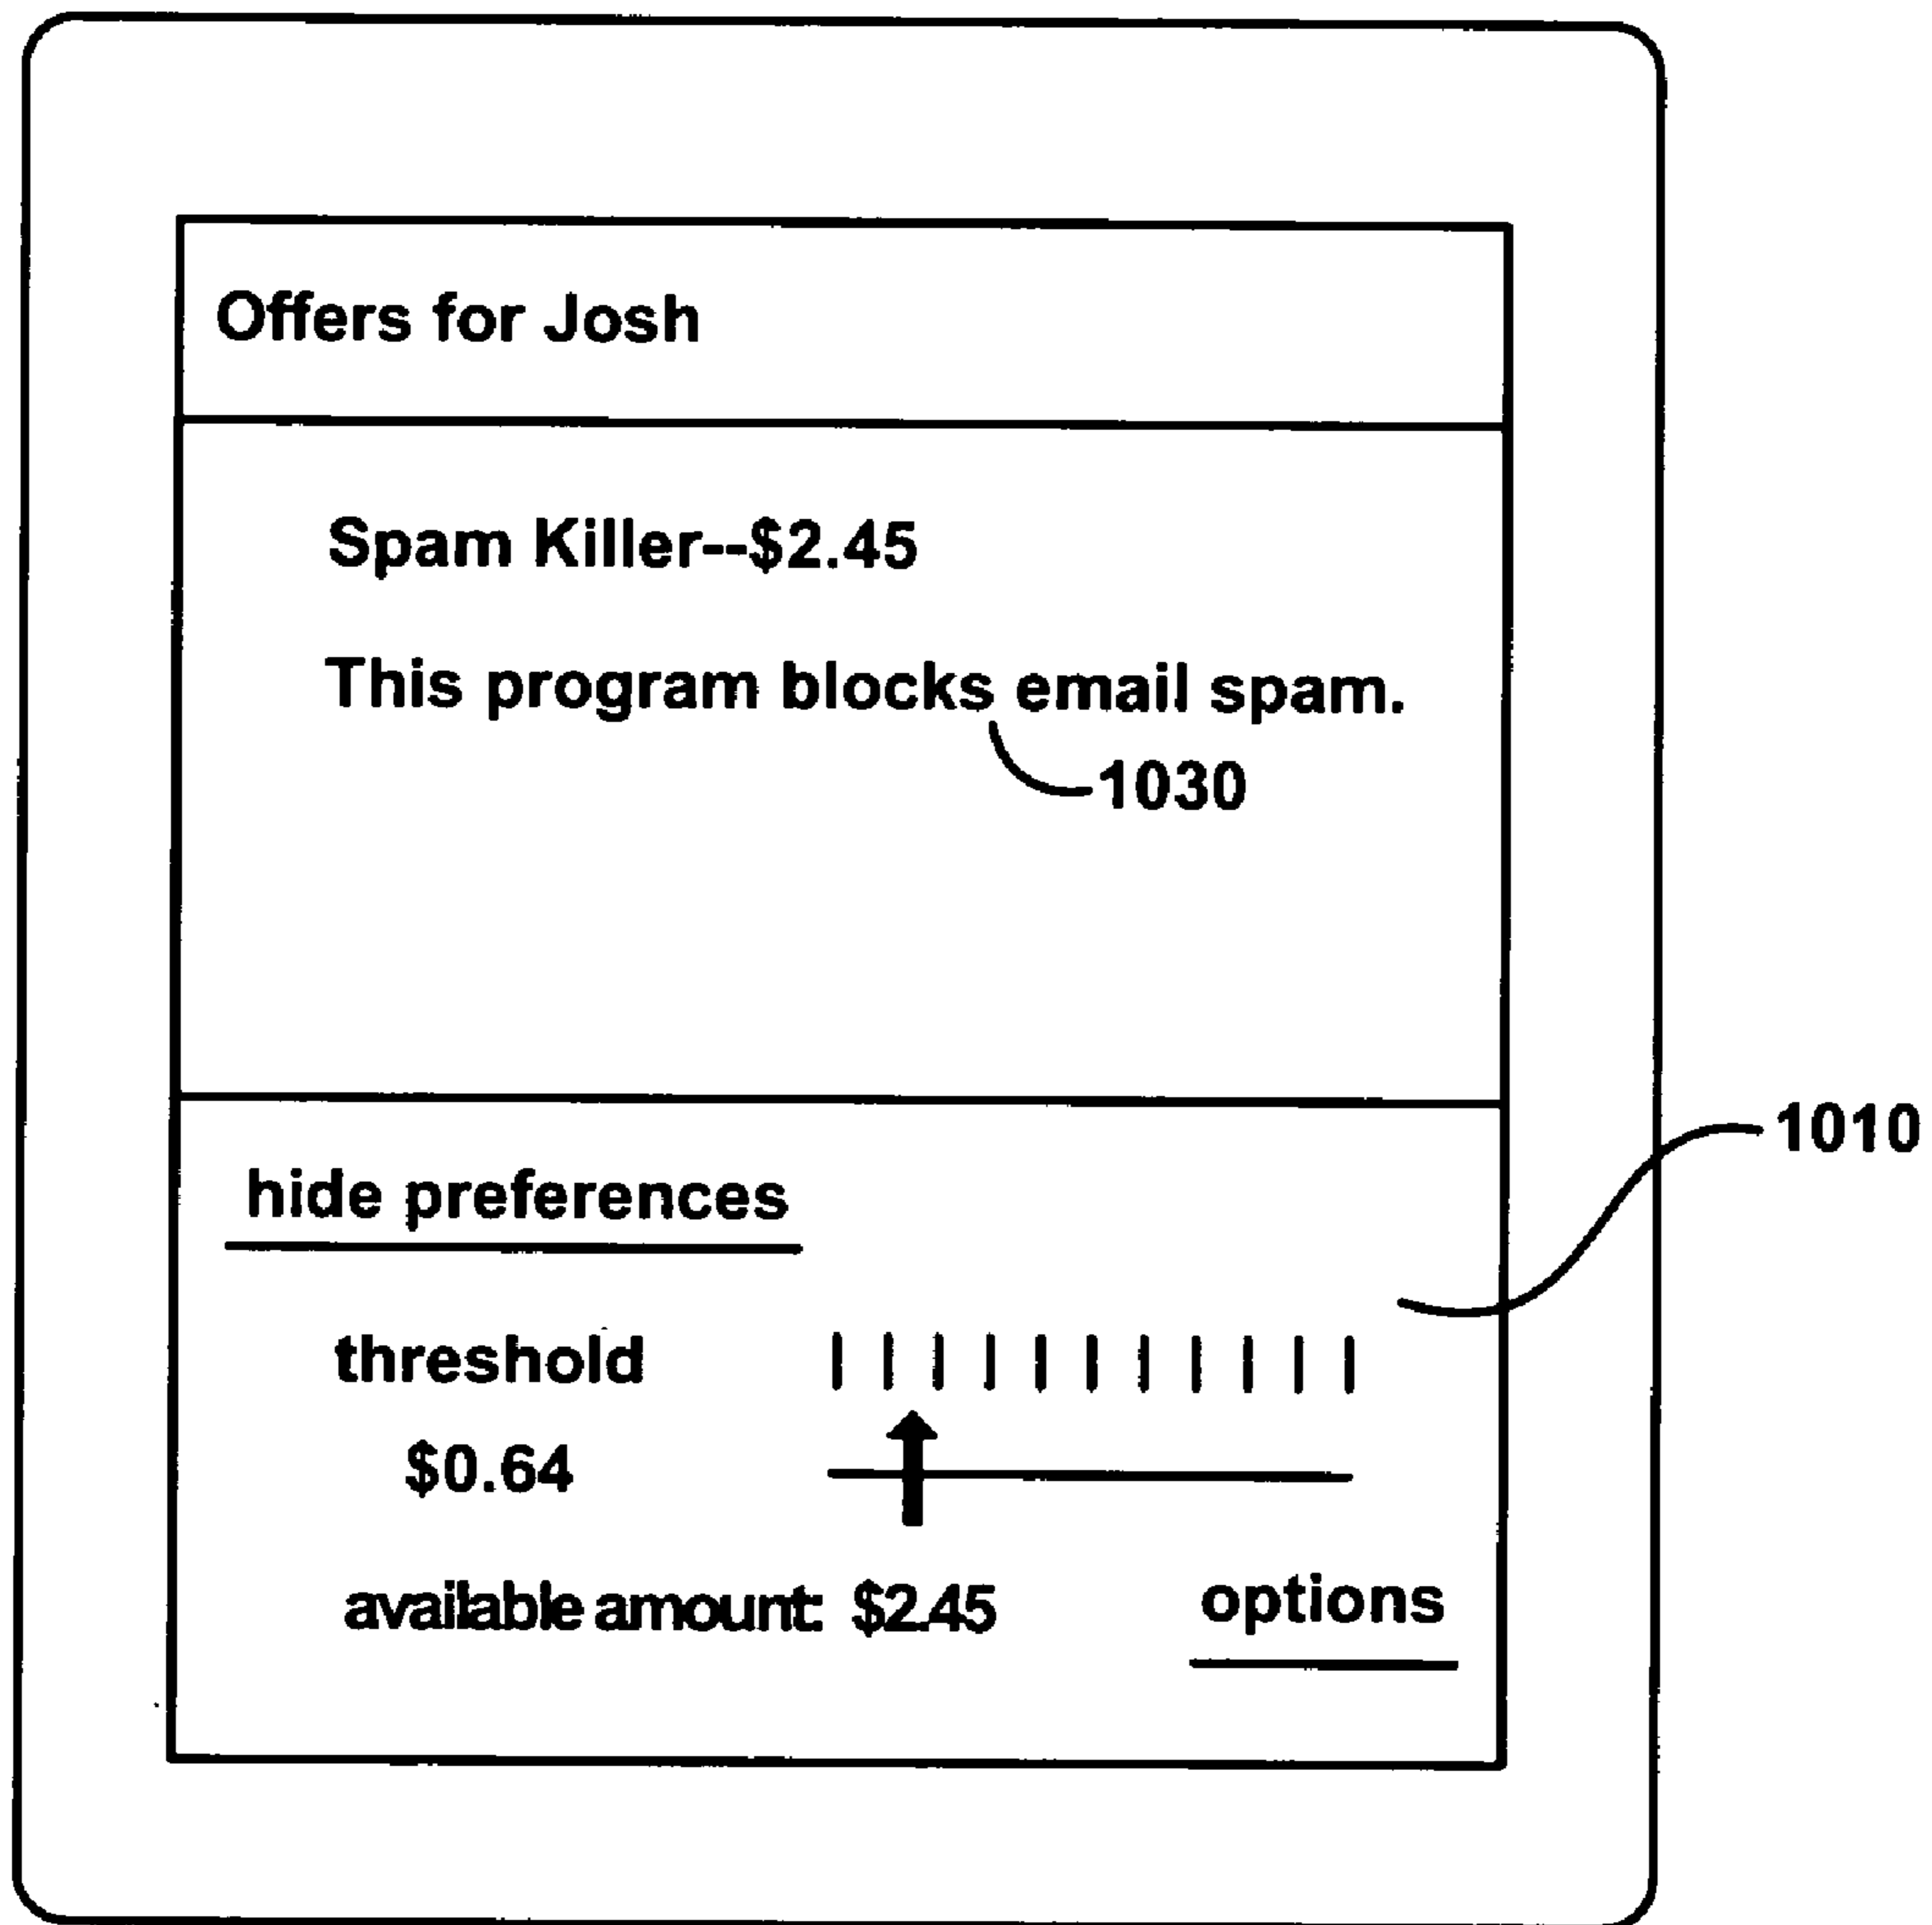 Offers for Josh
Spam Killer--$2.45
This program blocks email spam.
1030
1010
hide preferences
threshold
$0.64
available amount: $2.45
options